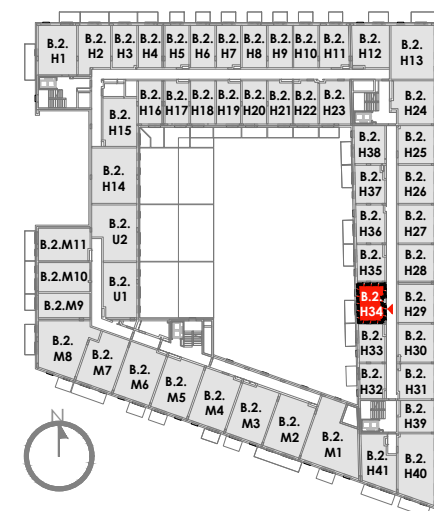 B.2.
H1
B.2.
H2
B.2.
H3
B.2.
H4
B.2.
H5
B.2.
H6
B.2.
H7
B.2.
H8
B.2.
H9
B.2.
H10
B.2.
H11
B.2.
H12
B.2.
H13
B.2.
H15
B.2.
H16
B.2.
H17
B.2.
H18
B.2.
H19
B.2.
H20
B.2.
H21
B.2.
H22
B.2.
H23
B.2.
H24
B.2.
H38
B.2.
H25
B.2.
H14
B.2.
H37
B.2.
H26
B.2.
U2
B.2.
H36
B.2.
H27
B.2.M11
B.2.
H35
B.2.
H28
B.2.M10
B.2.
U1
B.2.
H34
B.2.
H29
B.2.M9
B.2.
M8
B.2.
M7
B.2.
M6
B.2.
M5
B.2.
M4
B.2.
M3
B.2.
M2
B.2.
M1
B.2.
H33
B.2.
H30
B.2.
H32
B.2.
H31
B.2.
H39
B.2.
H41
B.2.
H40
N